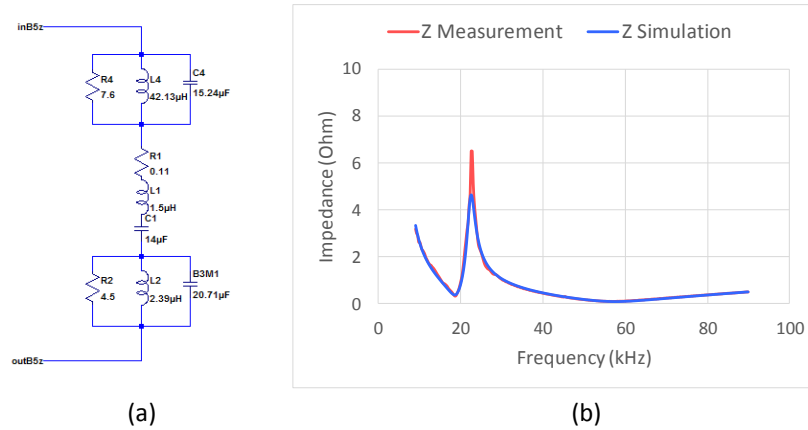 inB5z
R4
7.6
L4
42.13µH
C4
15.24µF
R1
0.11
L1
1.5µH
C1
14µF
R2
4.5
L2
2.39µH
B3M1
20.71µF
outB5z
(a)
Z Measurement
Z Simulation
Impedance (Ohm)
10
8
6
4
2
0
0 20 40 60 80 100
Frequency (kHz)
(b)